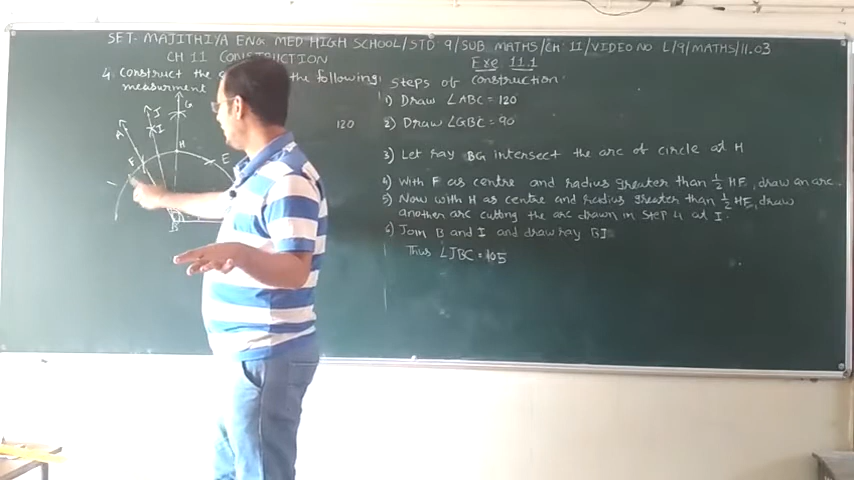 SET- MAJITHIYA ENG MED HIGH SCHOOL/STD 9/SUB MATHS/CH 11/VIDEO NO L/9/MATHS/11.03
CH 11 CONSTRUCTION Exe 11.1
4. Construct the the following
measurment
Steps of construction
1) Draw ∠ABC = 120
120
2) Draw ∠GBC = 90
3) Let ray BG intersect the arc of circle at H
4) With F as centre and radius greater than 1/2 HF, draw an arc.
5) Now with H as centre and radius greater than 1/2 HF, draw
another arc cutting the arc drawn in Step 4 at I.
6) Join B and I and draw ray BI
Thus ∠JBC = 105
G
J
I
A
F
H
E
B